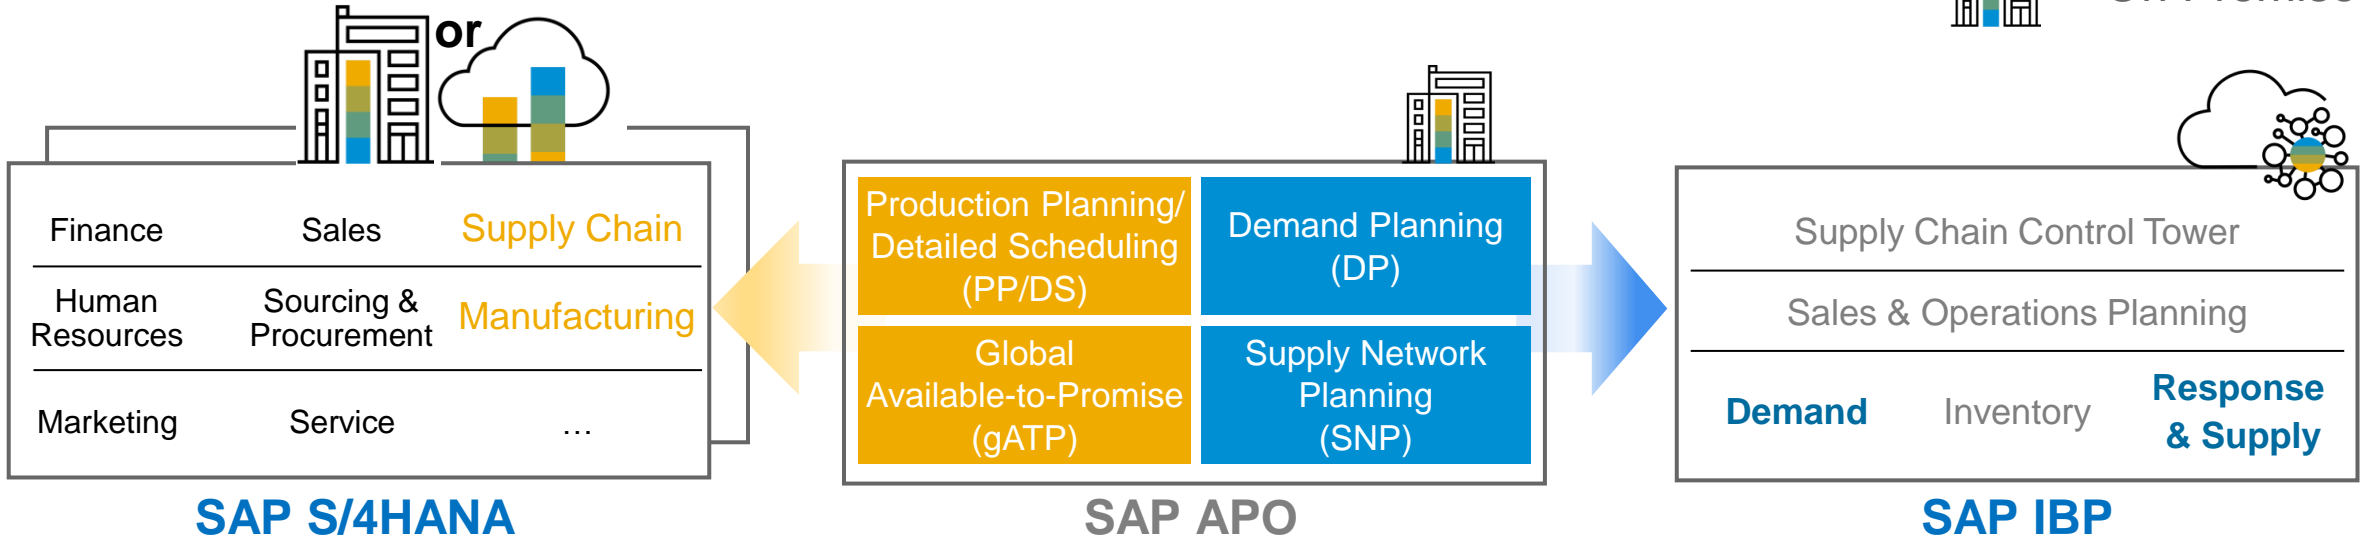 or
Finance
Sales
Supply Chain
Human
Resources
Sourcing &
Procurement
Manufacturing
Marketing
Service
...
SAP S/4HANA
Production Planning/
Detailed Scheduling
(PP/DS)
Demand Planning
(DP)
Global
Available-to-Promise
(gATP)
Supply Network
Planning
(SNP)
SAP APO
Supply Chain Control Tower
Sales & Operations Planning
Demand
Inventory
Response
& Supply
SAP IBP